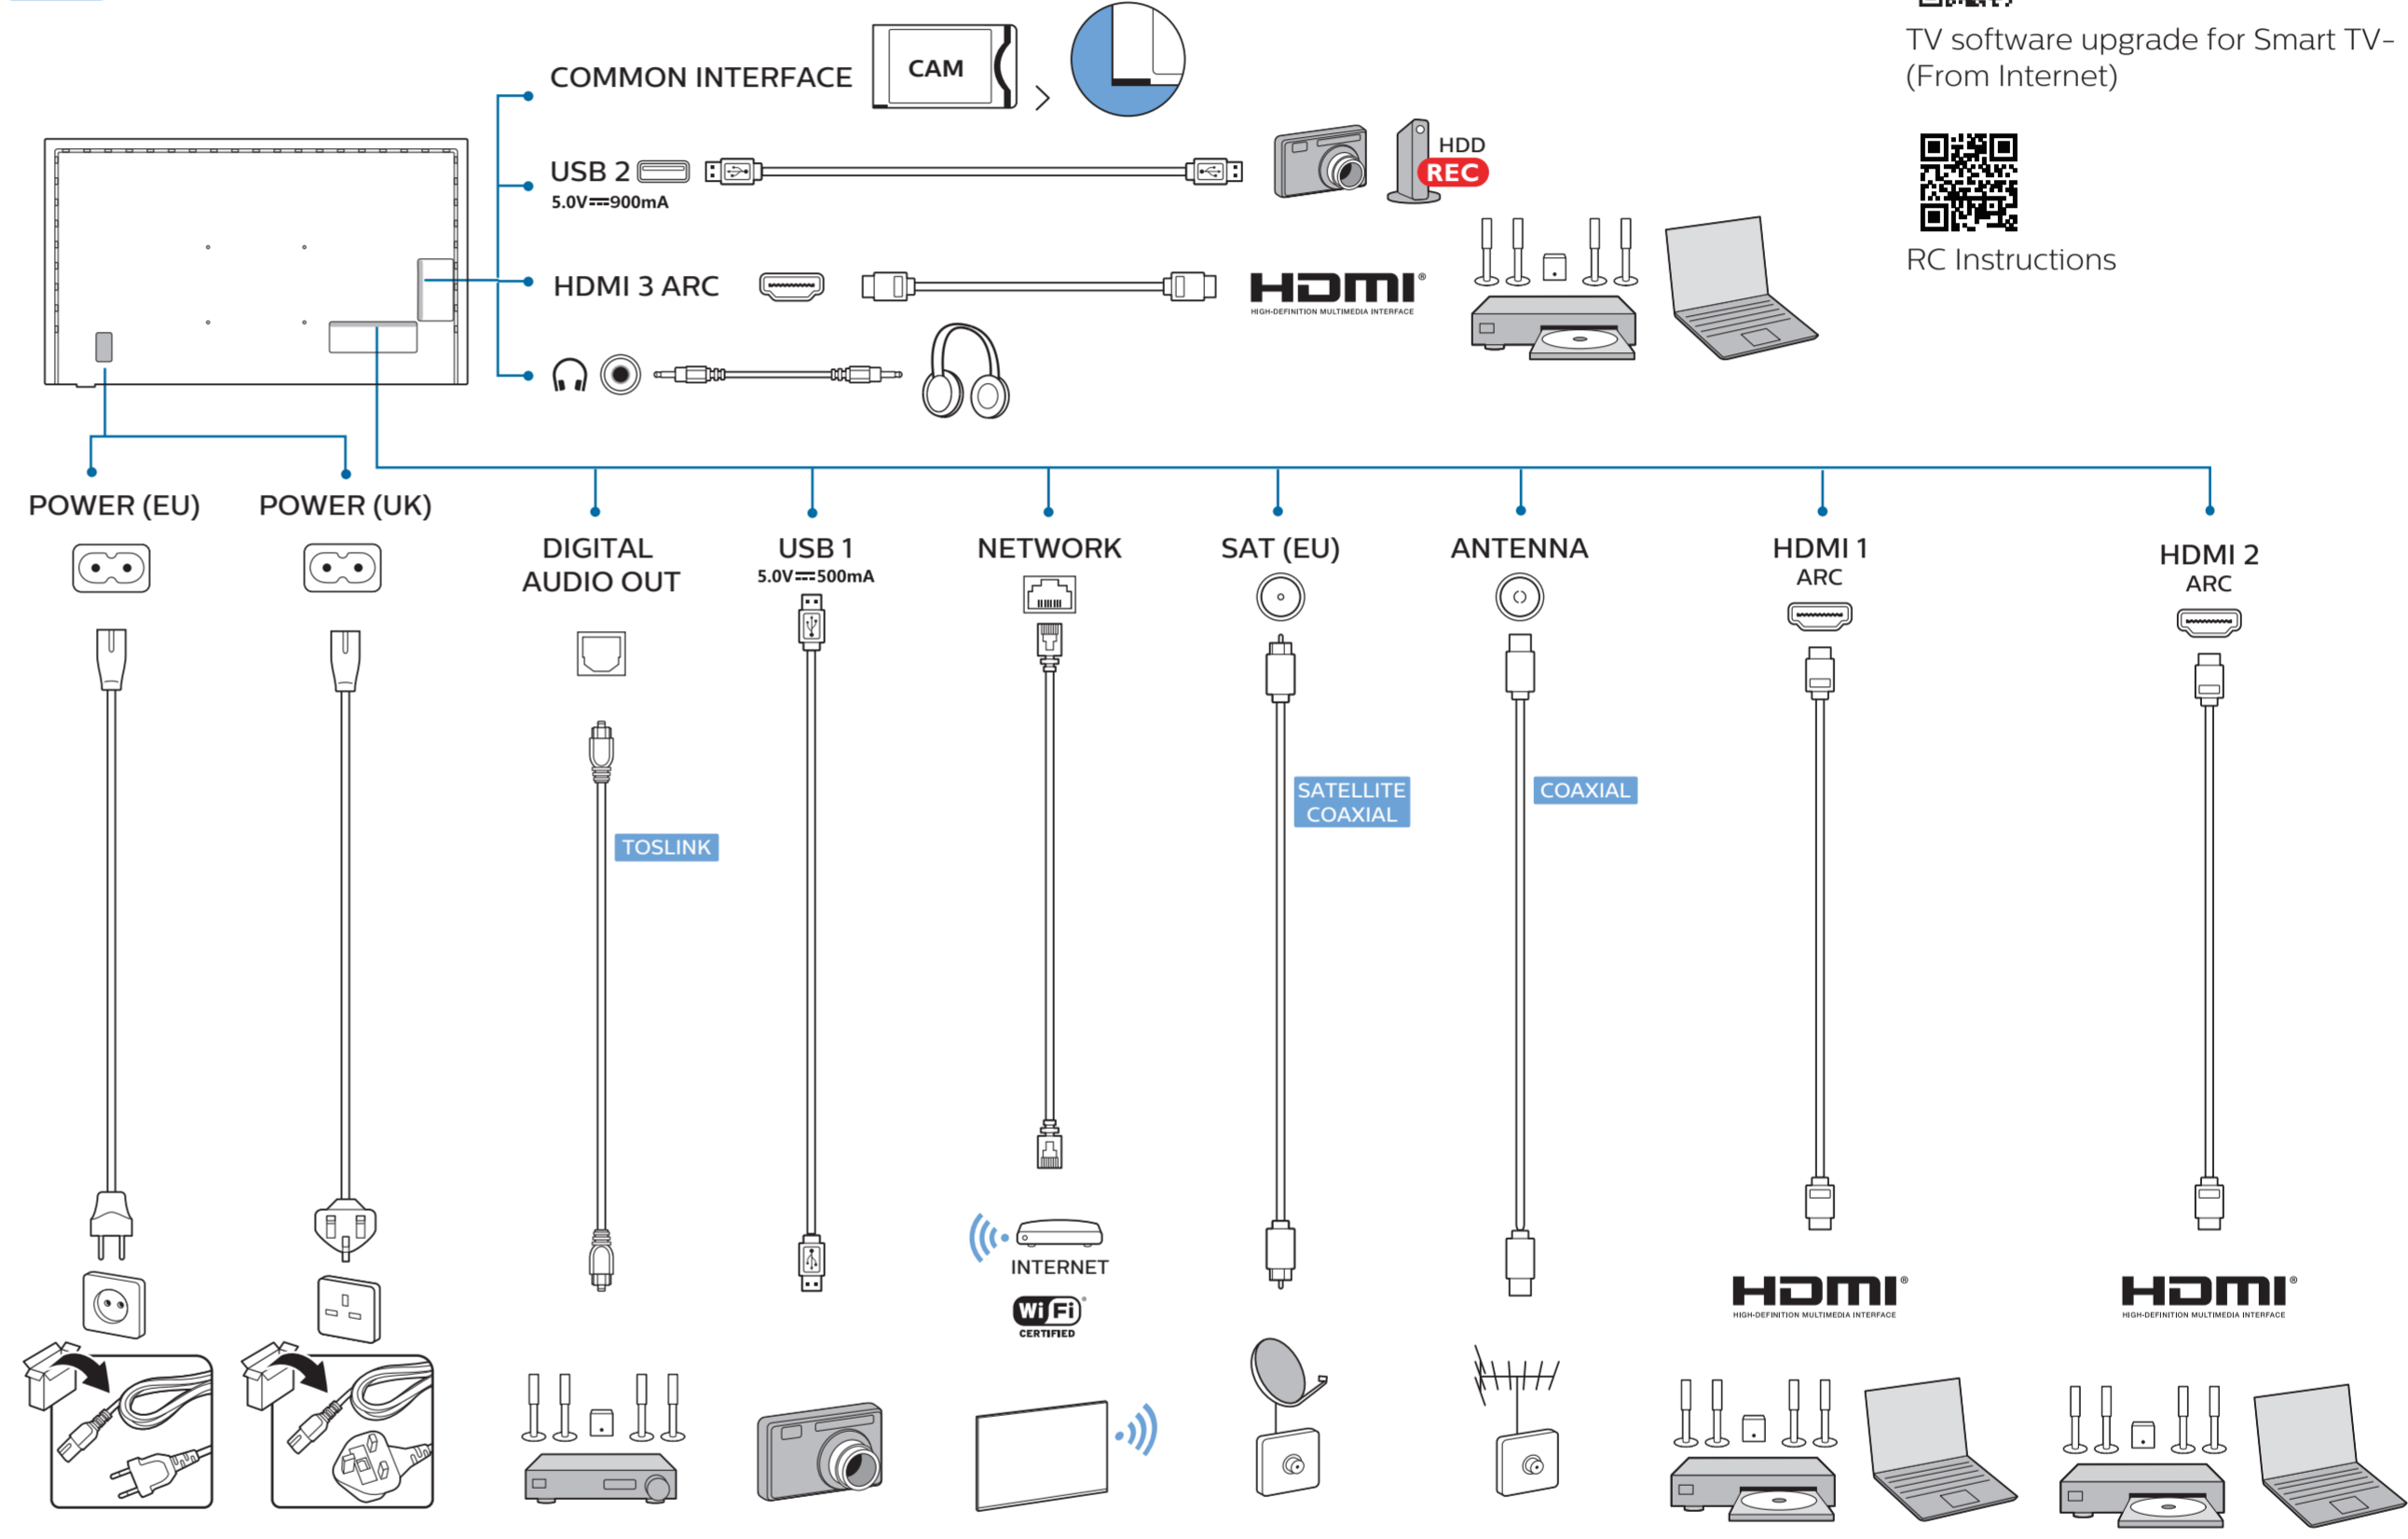 TV software upgrade for Smart TV-
(From Internet)
RC Instructions
COMMON INTERFACE
CAM
USB 2
5.0V⎓900mA
HDD
REC
HDMI 3 ARC
HDMI®
HIGH-DEFINITION MULTIMEDIA INTERFACE
POWER (EU)
POWER (UK)
DIGITAL
AUDIO OUT
TOSLINK
USB 1
5.0V⎓500mA
NETWORK
INTERNET
Wi Fi®
CERTIFIED
SAT (EU)
SATELLITE
COAXIAL
ANTENNA
COAXIAL
HDMI 1
ARC
HDMI®
HIGH-DEFINITION MULTIMEDIA INTERFACE
HDMI 2
ARC
HDMI®
HIGH-DEFINITION MULTIMEDIA INTERFACE